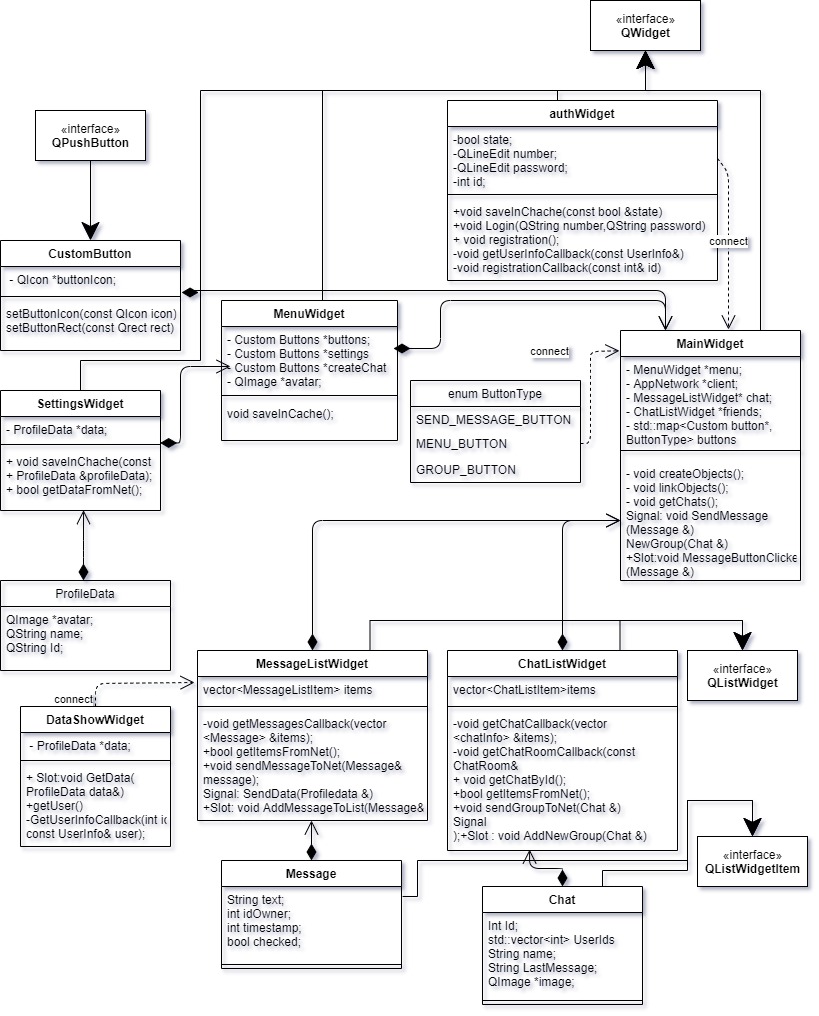 «interface»
QWidget
«interface»
QPushButton
authWidget
-bool state;
-QLineEdit number;
-QLineEdit password;
-int id;
+void saveInChache(const bool &state)
+void Login(QString number,QString password)
+ void registration();
-void getUserInfoCallback(const UserInfo&)
-void registrationCallback(const int& id)
connect
CustomButton
- QIcon *buttonIcon;
setButtonIcon(const QIcon icon)
setButtonRect(const Qrect rect)
MenuWidget
- Custom Buttons *buttons;
- Custom Buttons *settings
- Custom Buttons *createChat
- QImage *avatar;
void saveInCache();
connect
MainWidget
- MenuWidget *menu;
- AppNetwork *client;
- MessageListWidget* chat;
- ChatListWidget *friends;
- std::map<Custom button*,
ButtonType> buttons
- void createObjects();
- void linkObjects();
- void getChats();
Signal: void SendMessage
(Message &)
NewGroup(Chat &)
+Slot:void MessageButtonClicke
(Message &)
enum ButtonType
SEND_MESSAGE_BUTTON
MENU_BUTTON
GROUP_BUTTON
SettingsWidget
- ProfileData *data;
+ void saveInChache(const
+ ProfileData &profileData);
+ bool getDataFromNet();
ProfileData
QImage *avatar;
QString name;
QString Id;
MessageListWidget
vector<MessageListItem> items
-void getMessagesCallback(vector
<Message> &items);
+bool getItemsFromNet();
+void sendMessageToNet(Message&
message);
Signal: SendData(Profiledata &)
+Slot: void AddMessageToList(Message&
ChatListWidget
vector<ChatListItem>items
-void getChatCallback(vector
<chatInfo> &items);
-void getChatRoomCallback(const
ChatRoom&
+ void getChatById();
+bool getItemsFromNet();
+void sendGroupToNet(Chat &)
Signal
);+Slot : void AddNewGroup(Chat &)
«interface»
QListWidget
connect
DataShowWidget
- ProfileData *data;
+ Slot:void GetData(
ProfileData data&)
+getUser()
-GetUserInfoCallback(int id
const UserInfo& user);
«interface»
QListWidgetItem
Message
String text;
int idOwner;
int timestamp;
bool checked;
Chat
Int Id;
std::vector<int> UserIds
String name;
String LastMessage;
QImage *image;